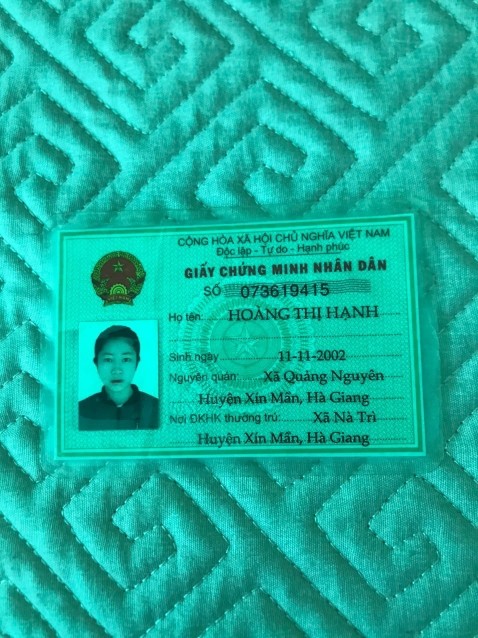 CỘNG HÒA XÃ HỘI CHỦ NGHĨA VIỆT NAM
Độc lập - Tự do - Hạnh phúc
GIẤY CHỨNG MINH NHÂN DÂN
SỐ 073619415
Họ tên: HOÀNG THỊ HẠNH
Sinh ngày 11-11-2002
Nguyên quán: Xã Quảng Nguyên
Huyện Xín Mần, Hà Giang
Nơi ĐKHK thường trú: Xã Nà Trì
Huyện Xín Mần, Hà Giang
VIỆT NAM